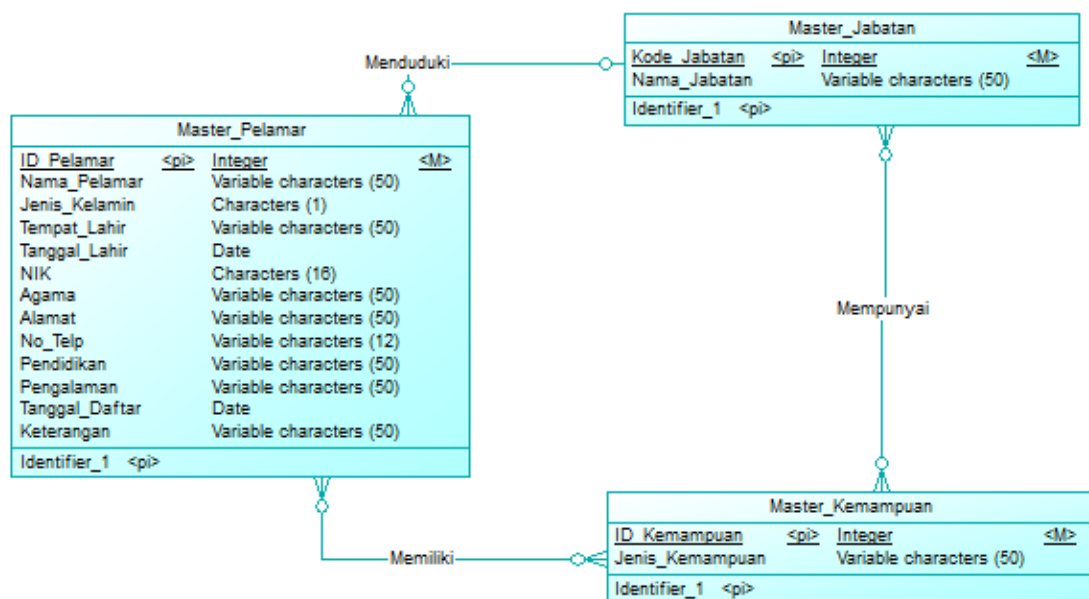 Master_Jabatan
Kode_Jabatan <pi> Integer <M>
Nama_Jabatan Variable characters (50)
Identifier_1 <pi>
Menduduki
Master_Pelamar
ID_Pelamar <pi> Integer <M>
Nama_Pelamar Variable characters (50)
Jenis_Kelamin Characters (1)
Tempat_Lahir Variable characters (50)
Tanggal_Lahir Date
NIK Characters (16)
Agama Variable characters (50)
Alamat Variable characters (50)
No_Telp Variable characters (12)
Pendidikan Variable characters (50)
Pengalaman Variable characters (50)
Tanggal_Daftar Date
Keterangan Variable characters (50)
Identifier_1 <pi>
Mempunyai
Memiliki
Master_Kemampuan
ID_Kemampuan <pi> Integer <M>
Jenis_Kemampuan Variable characters (50)
Identifier_1 <pi>